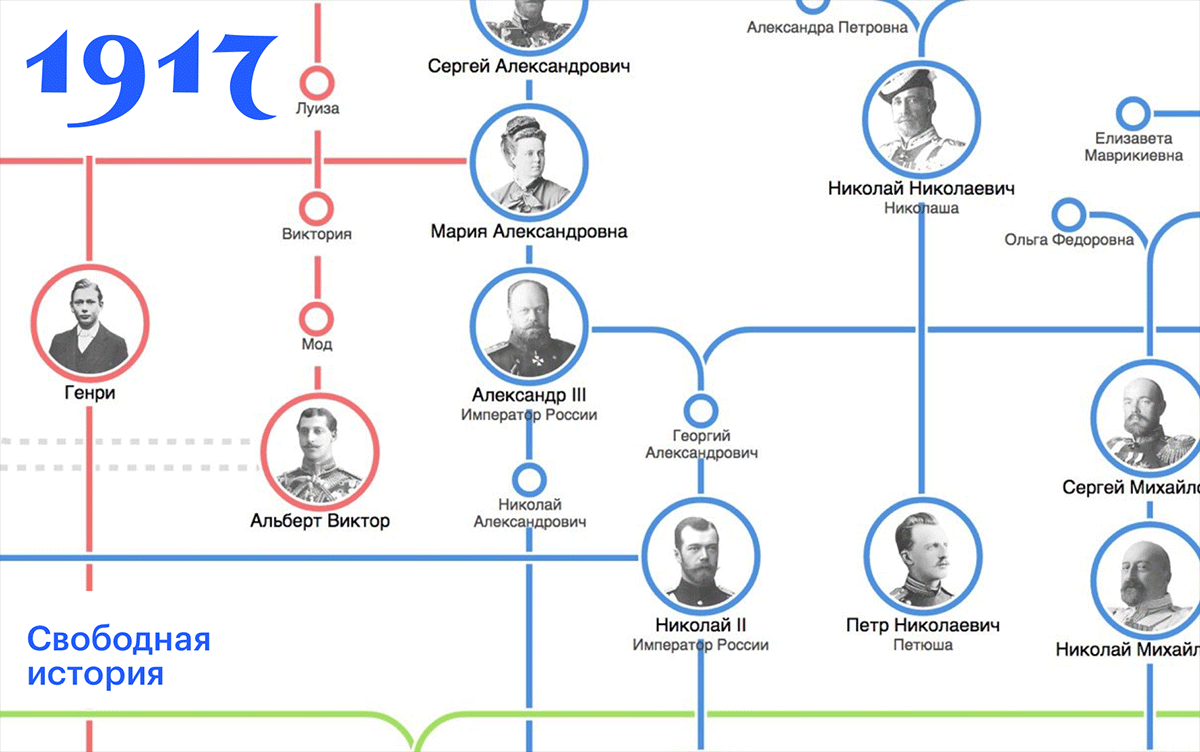 1917
Александра Петровна
Сергей Александрович
Луиза
Елизавета
Маврикиевна
Николай Николаевич
Николаша
Мария Александровна
Виктория
Ольга Федоровна
Мод
Генри
Александр III
Император России
Георгий
Александрович
Сергей Михайло
Николай
Александрович
Альберт Виктор
Николай II
Император России
Петр Николаевич
Петюша
Николай Михайл
Свободная
история